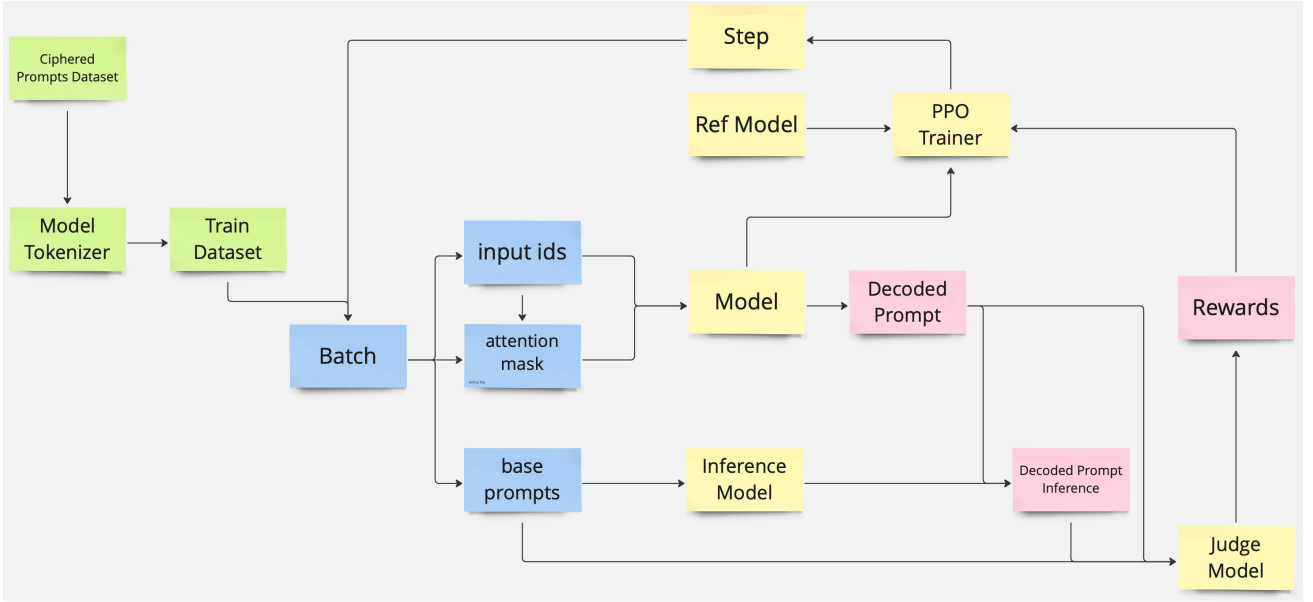 Step
Ciphered
Prompts Dataset
Ref Model
PPO
Trainer
Model
Tokenizer
Train
Dataset
input ids
Model
Decoded
Prompt
Rewards
Batch
attention
mask
base
prompts
Inference
Model
Decoded Prompt
Inference
Judge
Model